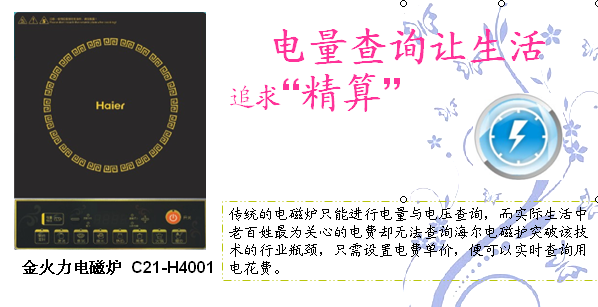 电量查询让生活
追求“精算”
Haier
传统的电磁炉只能进行电量与电压查询，而实际生活中
老百姓最为关心的电费却无法查询海尔电磁护突破该技
术的行业瓶颈，只需设置电费单价，便可以实时查询用
电花费。
金火力电磁炉 C21-H4001